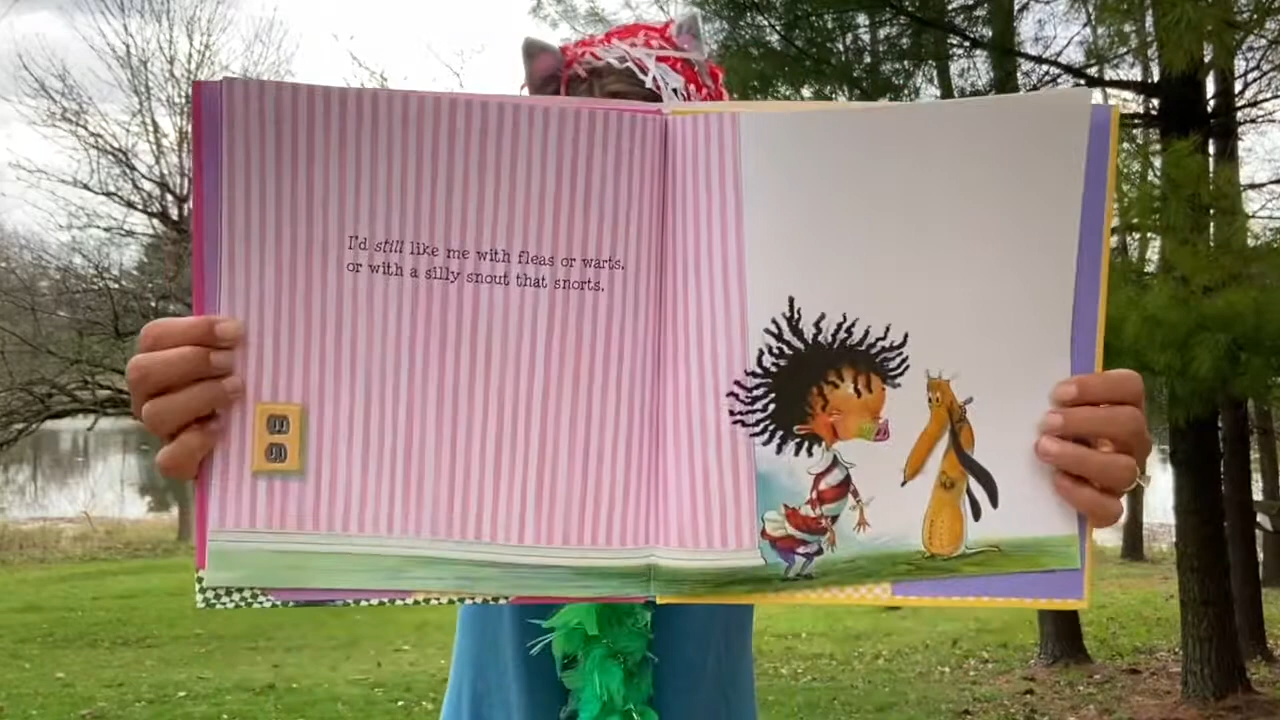 I'd still like me with fleas or warts,
or with a silly snout that snorts.